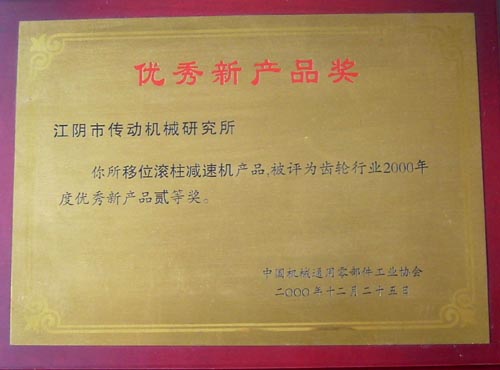 优秀新产品奖
江阴市传动机械研究所
你所移位滚柱减速机产品,被评为齿轮行业2000年
度优秀新产品贰等奖。
中国机械通用零部件工业协会
二000年十二月二十五日